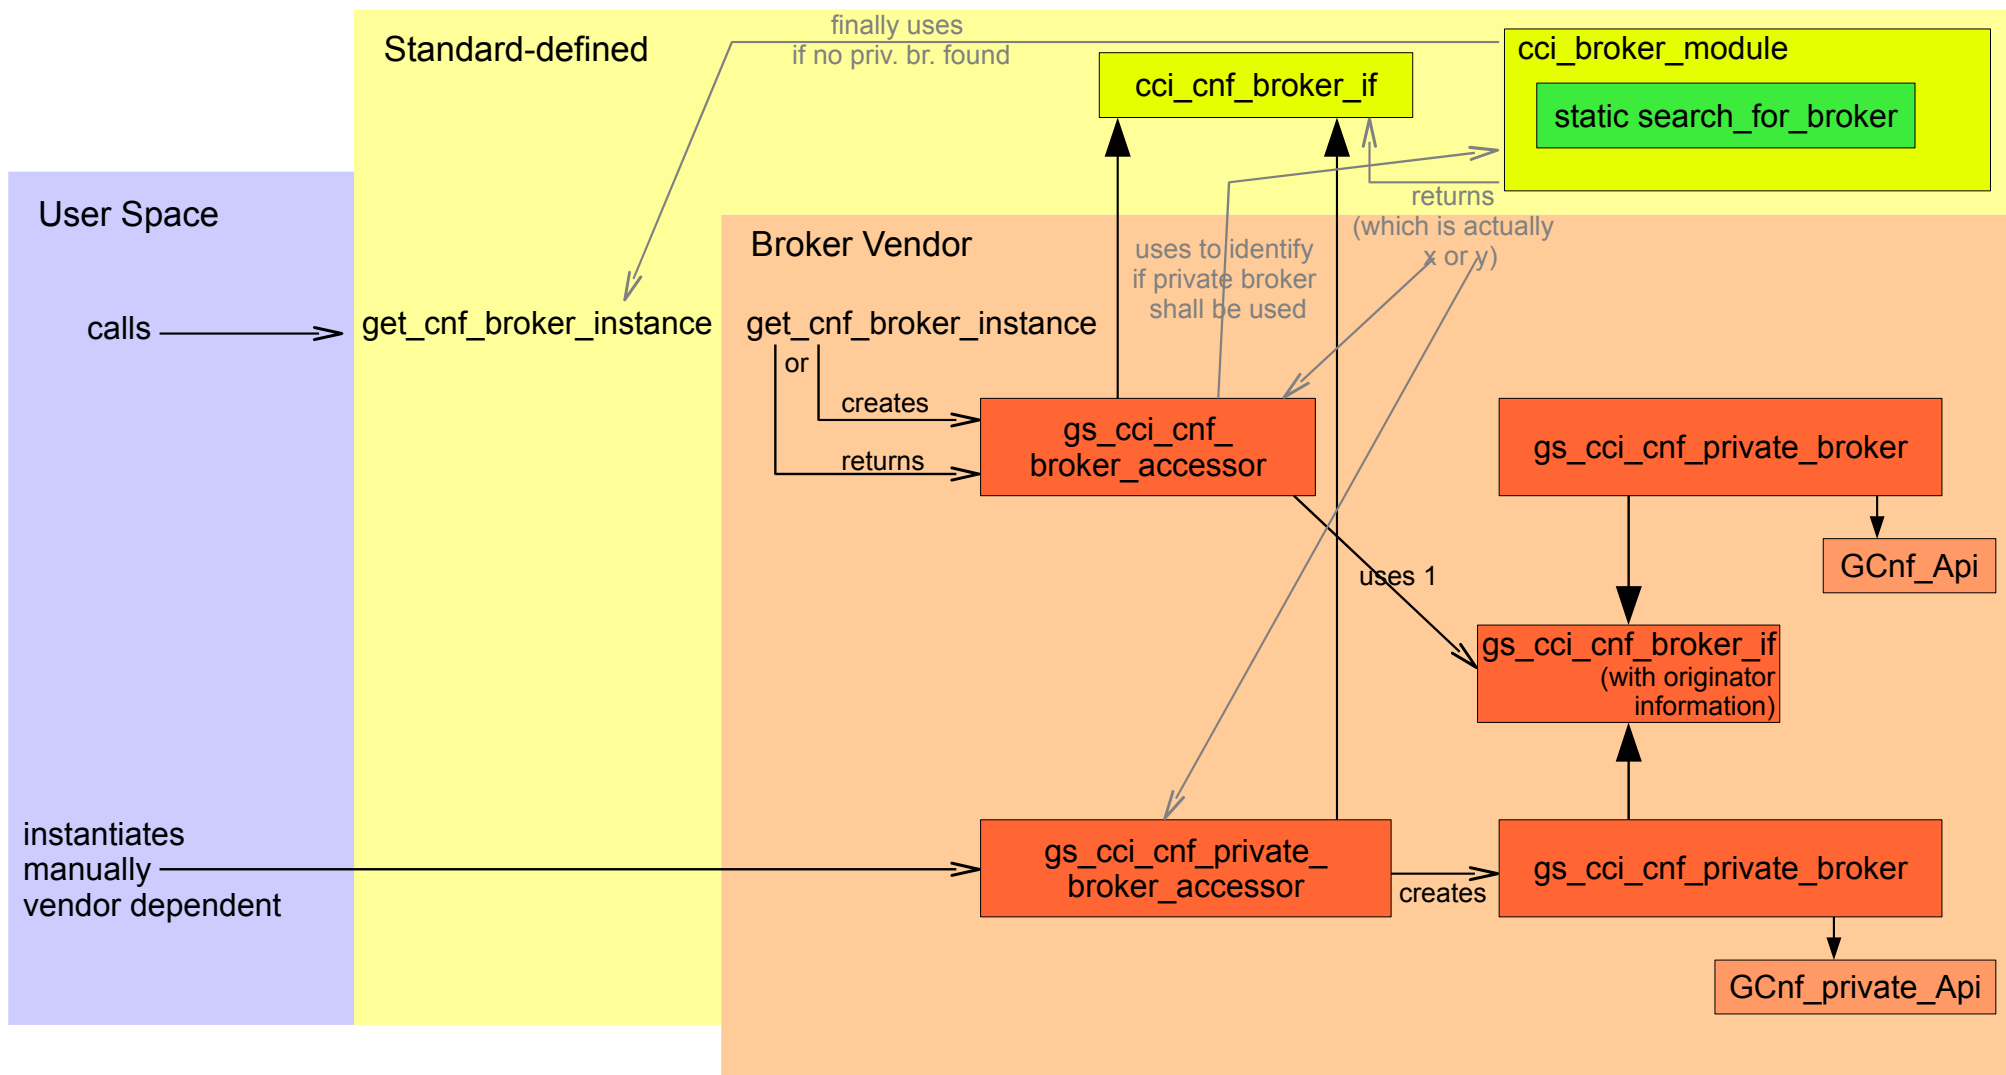 finally uses
if no priv. br. found
Standard-defined
cci_broker_module
cci_cnf_broker_if
static search_for_broker
User Space
returns
(which is actually
x or y)
Broker Vendor
uses to identify
if private broker
shall be used
calls
get_cnf_broker_instance
get_cnf_broker_instance
or
creates
returns
gs_cci_cnf_
broker_accessor
gs_cci_cnf_private_broker
GCnf_Api
uses 1
gs_cci_cnf_broker_if
(with originator
information)
instantiates
manually
vendor dependent
gs_cci_cnf_private_
broker_accessor
creates
gs_cci_cnf_private_broker
GCnf_private_Api